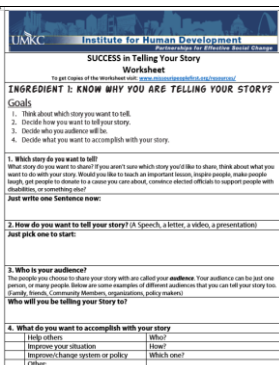 UMKC Institute for Human Development
Partnerships for Effective Social Change
SUCCESS in Telling Your Story
Worksheet
To get Copies of the Worksheet visit: www.missouripeoplefirst.org/resources/
INGREDIENT 1: KNOW WHY YOU ARE TELLING YOUR STORY?
Goals
1. Think about which story you want to tell.
2. Decide how you want to tell your story.
3. Decide who you audience will be.
4. Decide what you want to accomplish with your story.
1. Which story do you want to tell?
What story do you want to share? If you aren't sure which story you'd like to share, think about what you
want to do with your story. Would you like to teach an important lesson, inspire people, make people
laugh, get people to donate to a cause you care about, convince elected officials to support people with
disabilities, or something else?
Just write one Sentence now:
2. How do you want to tell your story? (A Speech, a letter, a video, a presentation)
Just pick one to start:
3. Who is your audience?
The people you choose to share your story with are called your audience. Your audience can be just one
person, or many people. Below are some examples of different audiences that you can tell your story too.
(Family, friends, Community Members, organizations, policy makers)
Who will you be telling your Story to?
4. What do you want to accomplish with your story
Help others Who?
Improve your situation How?
Improve/change system or policy Which one?
Other: